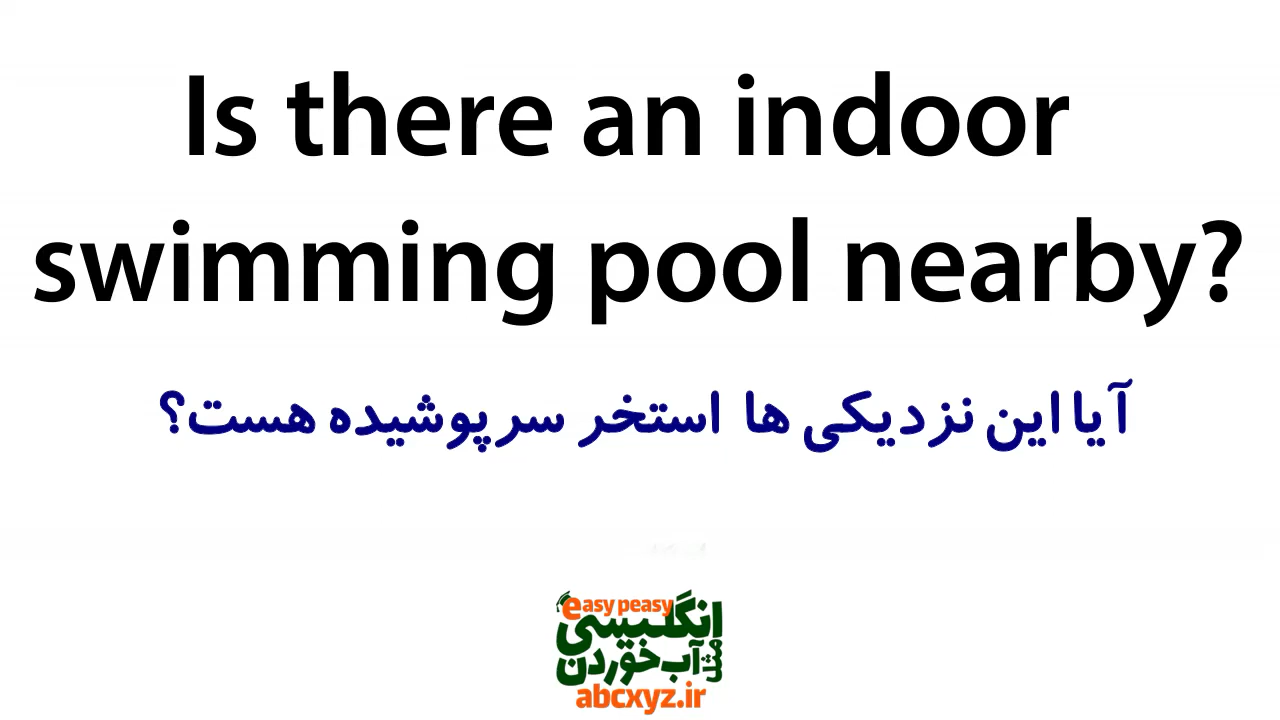 Is there an indoor
swimming pool nearby?
آیا این نزدیکی ها استخر سرپوشیده هست؟
easy peasy
انگلیسی
مثل آب خوردن
abcxyz.ir